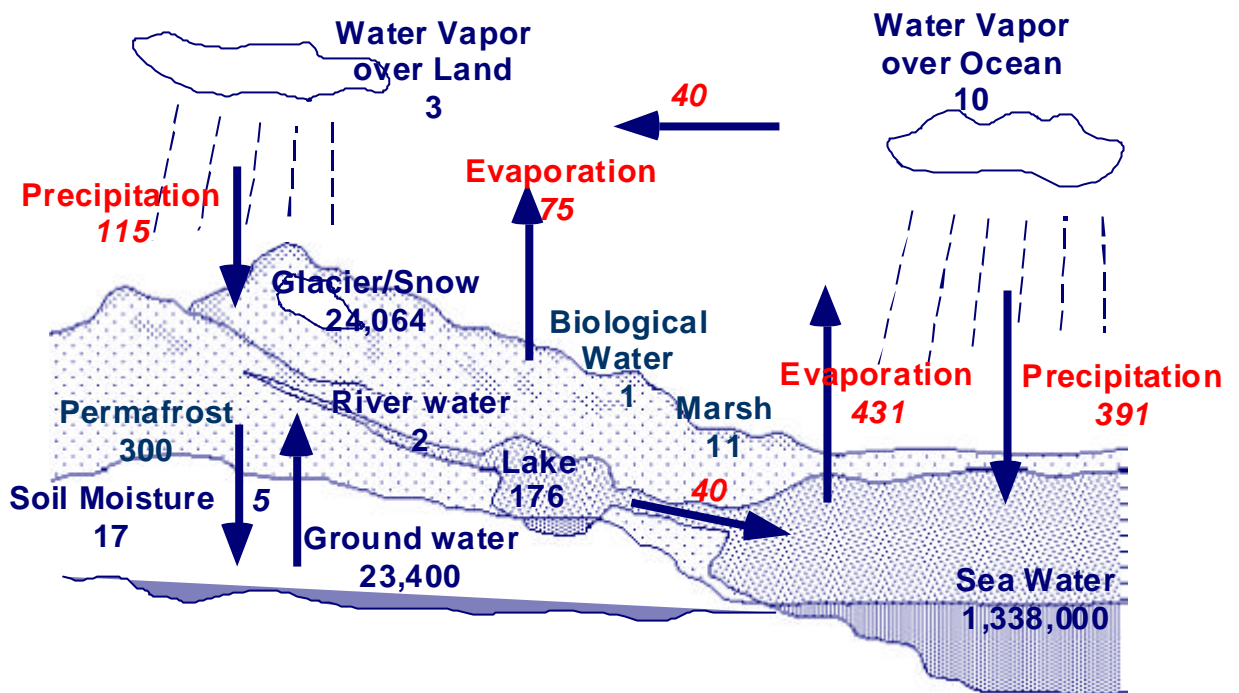 Water Vapor
over Land
3
Water Vapor
over Ocean
10
40
Precipitation
115
Evaporation
75
Glacier/Snow
24,064
Biological
Water
1
Evaporation
431
Precipitation
391
Permafrost
300
River water
2
Marsh
11
Lake
176
40
Soil Moisture
17
5
Ground water
23,400
Sea Water
1,338,000